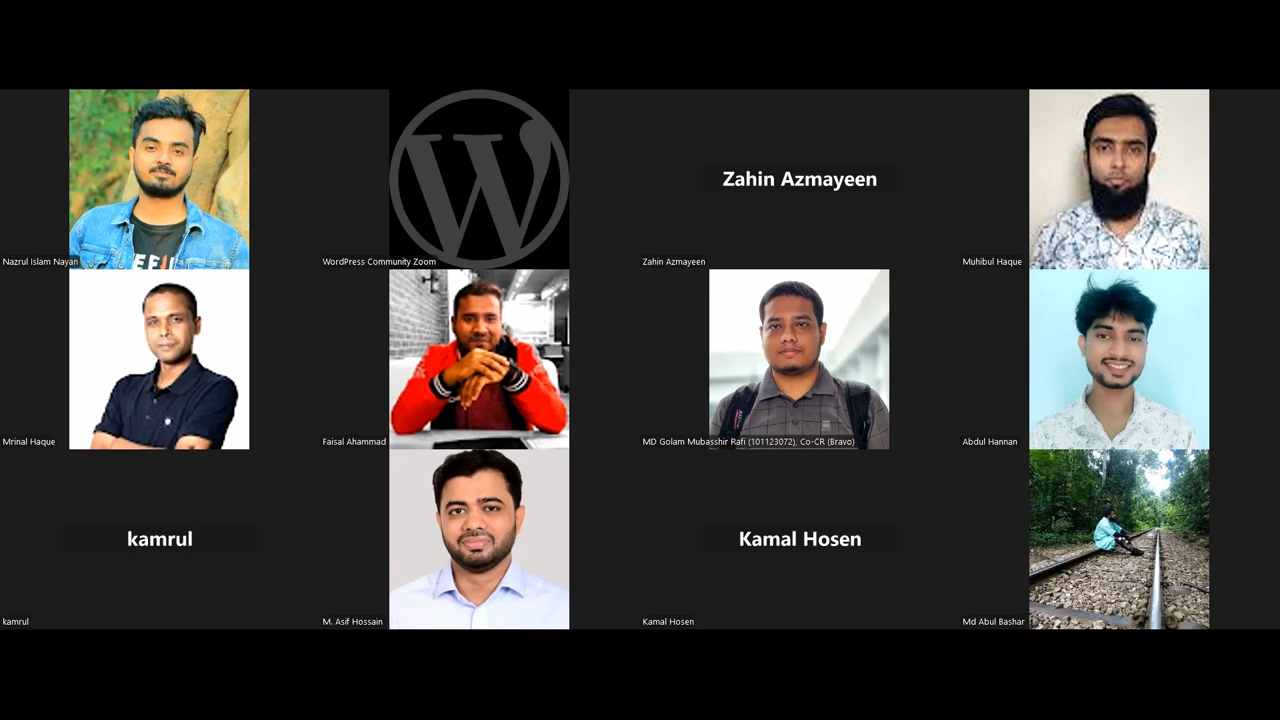 Nazrul Islam Nayan
WordPress Community Zoom
Zahin Azmayeen
Zahin Azmayeen
Muhibul Haque
Mrinal Haque
Faisal Ahammad
MD Golam Mubasshir Rafi (101123072), Co-CR (Bravo)
Abdul Hannan
kamrul
kamrul
M. Asif Hossain
Kamal Hosen
Kamal Hosen
Md Abul Bashar